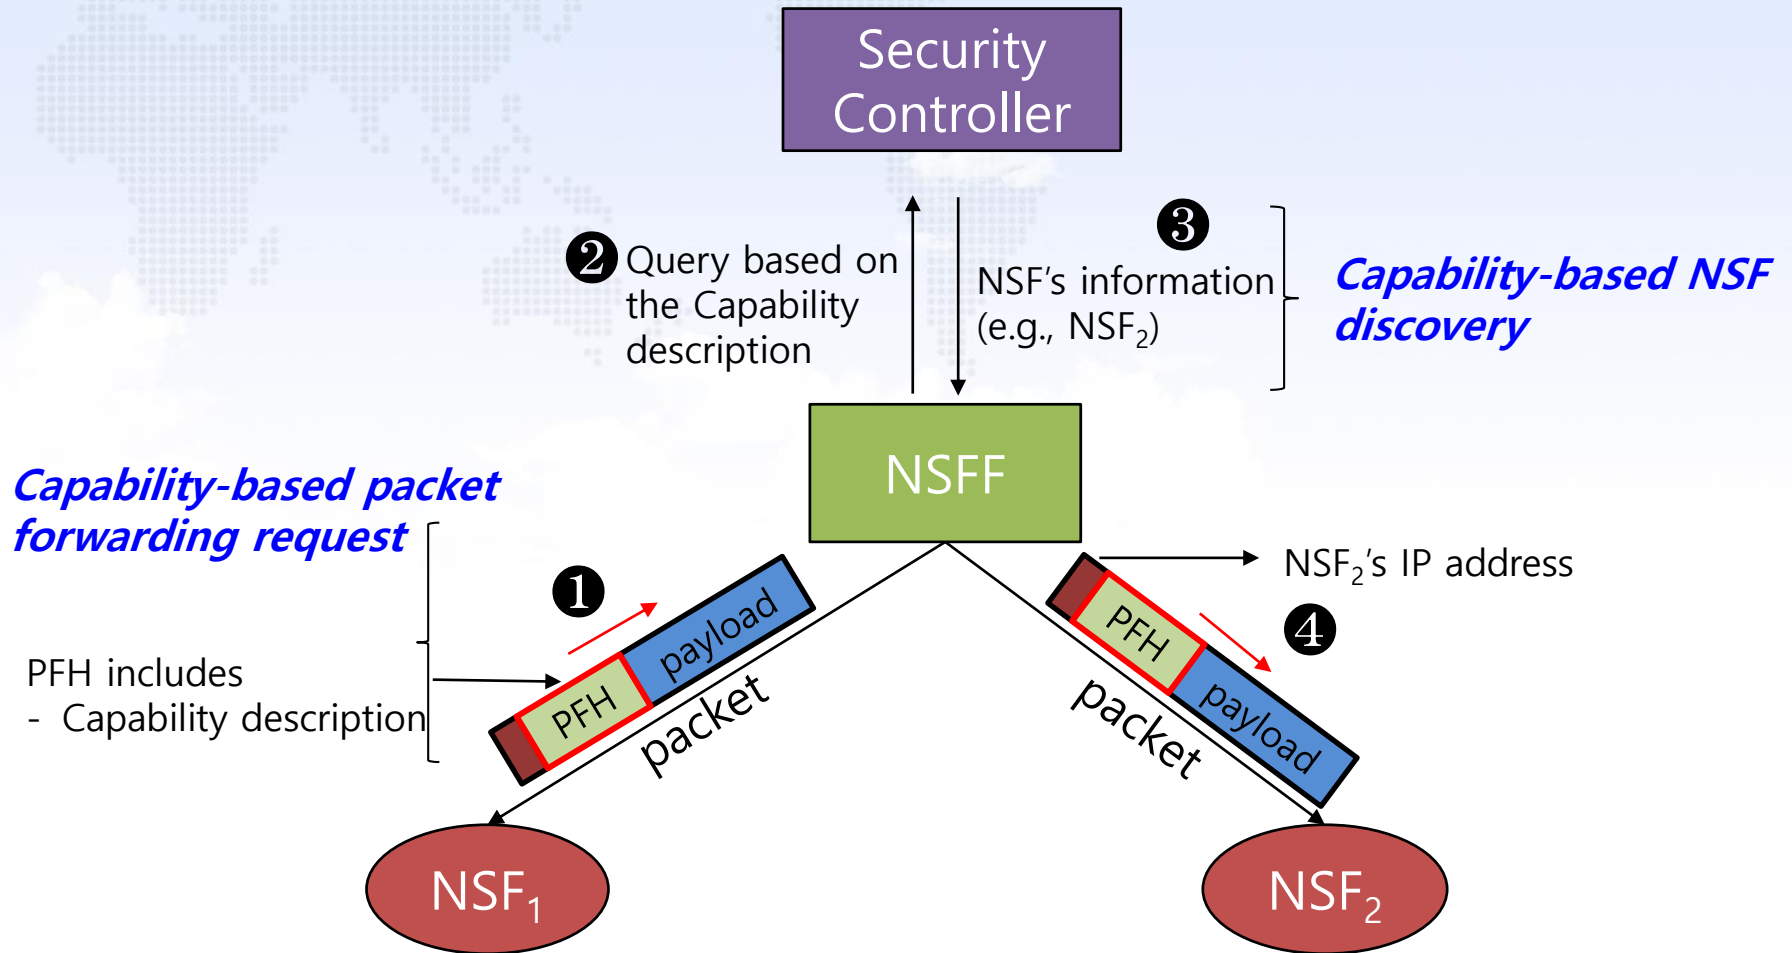 Security
Controller
❷ Query based on
the Capability
description
❸
NSF's information
(e.g., NSF2)
Capability-based NSF
discovery
NSFF
Capability-based packet
forwarding request
❶
PFH includes
- Capability description
PFH payload
packet
NSF2's IP address
❹
PFH payload
packet
NSF1
NSF2